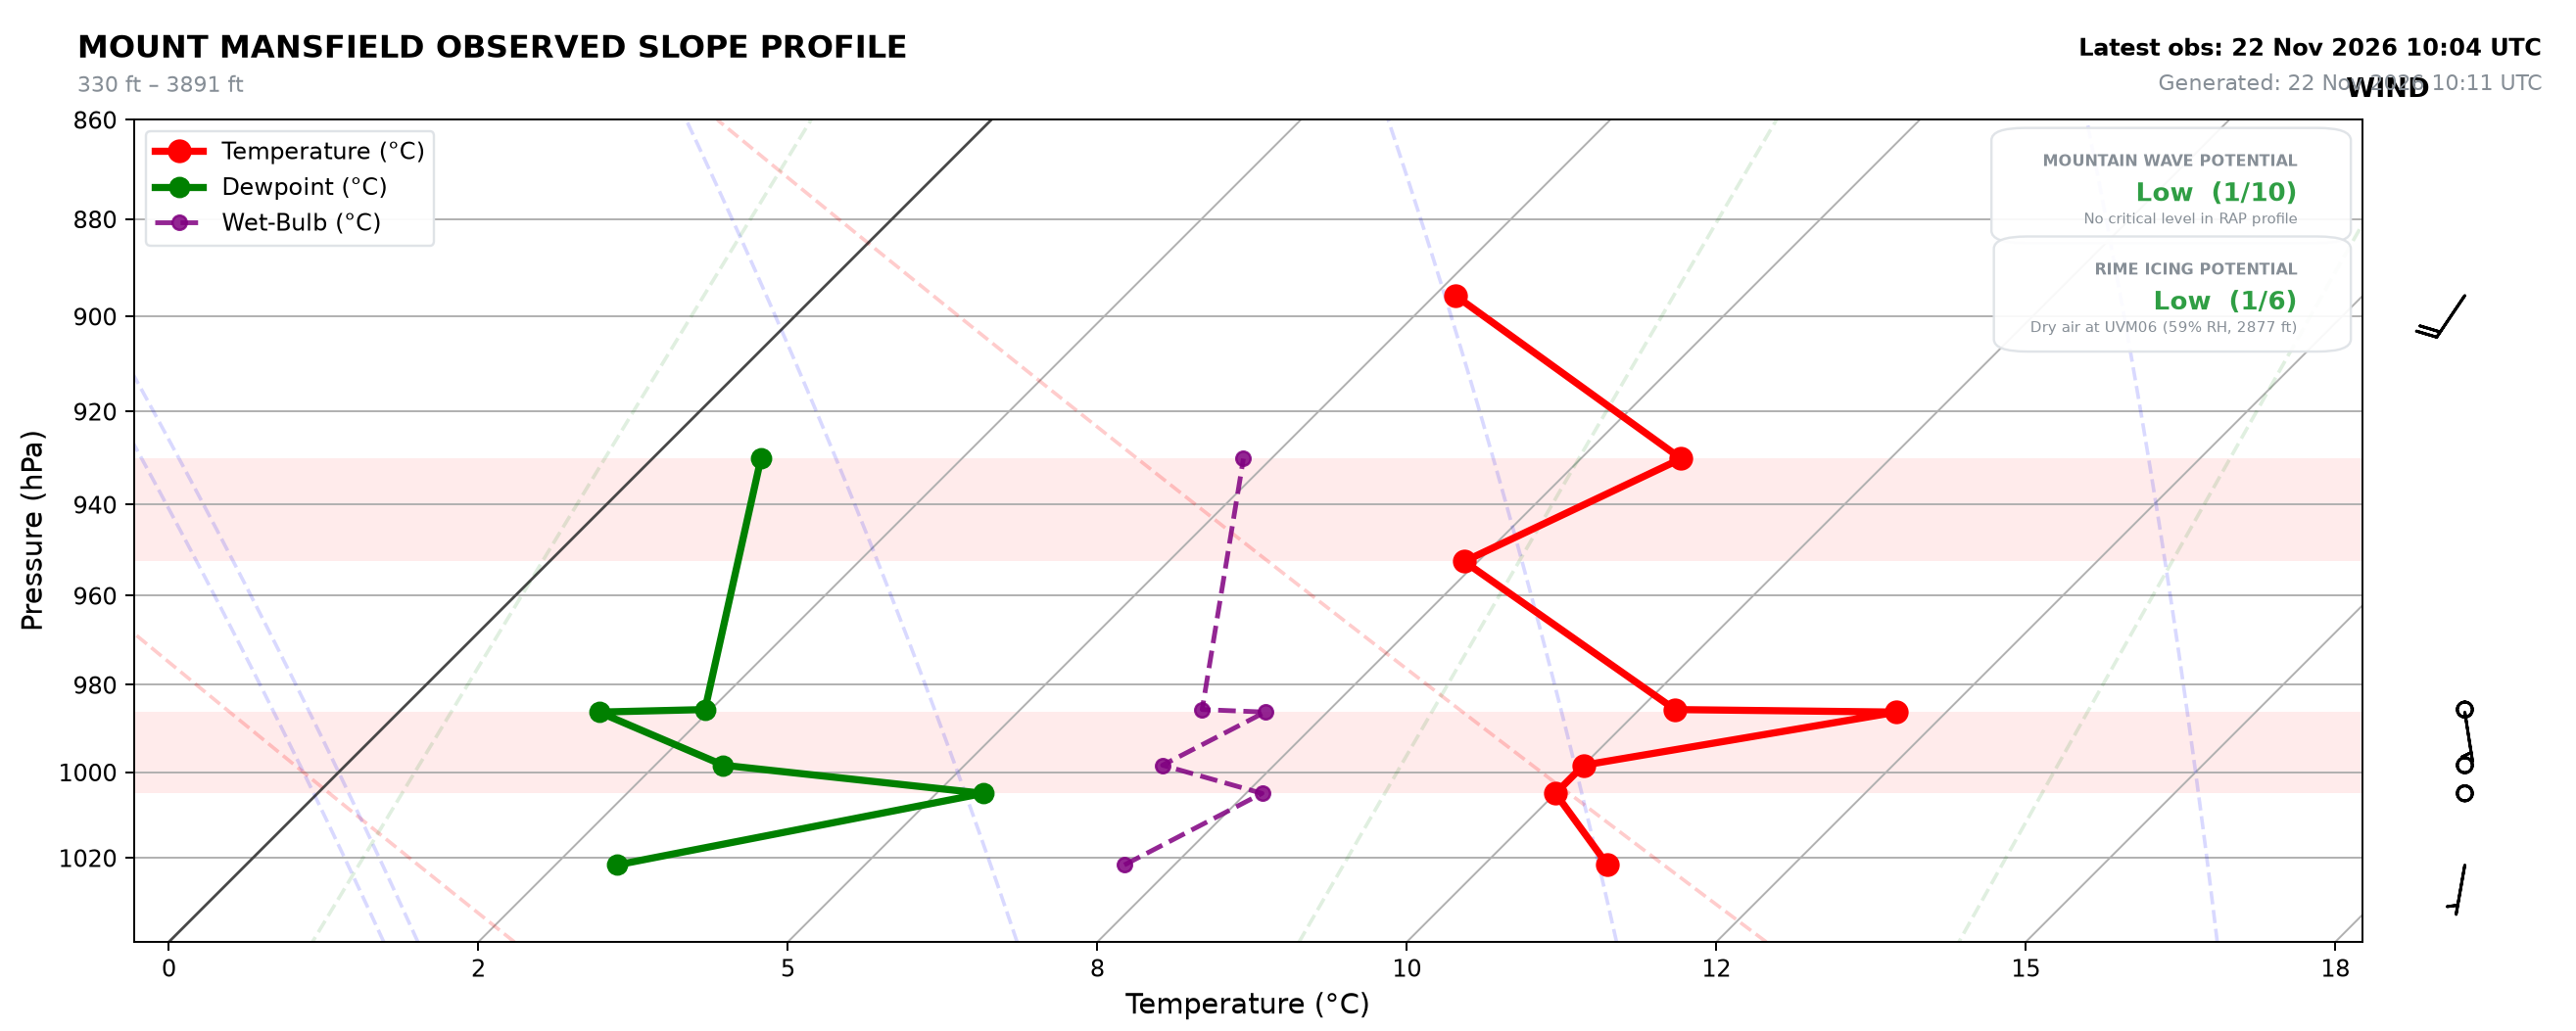 MOUNT MANSFIELD OBSERVED SLOPE PROFILE
330 ft – 3891 ft
Latest obs: 22 Nov 2026 10:04 UTC
Generated: 22 Nov 2026 10:11 UTC
WIND
Temperature (°C)
Dewpoint (°C)
Wet-Bulb (°C)
MOUNTAIN WAVE POTENTIAL
Low (1/10)
No critical level in RAP profile
RIME ICING POTENTIAL
Low (1/6)
Dry air at UVM06 (59% RH, 2877 ft)
Pressure (hPa)
860
880
900
920
940
960
980
1000
1020
0 2 5 8 10 12 15 18
Temperature (°C)